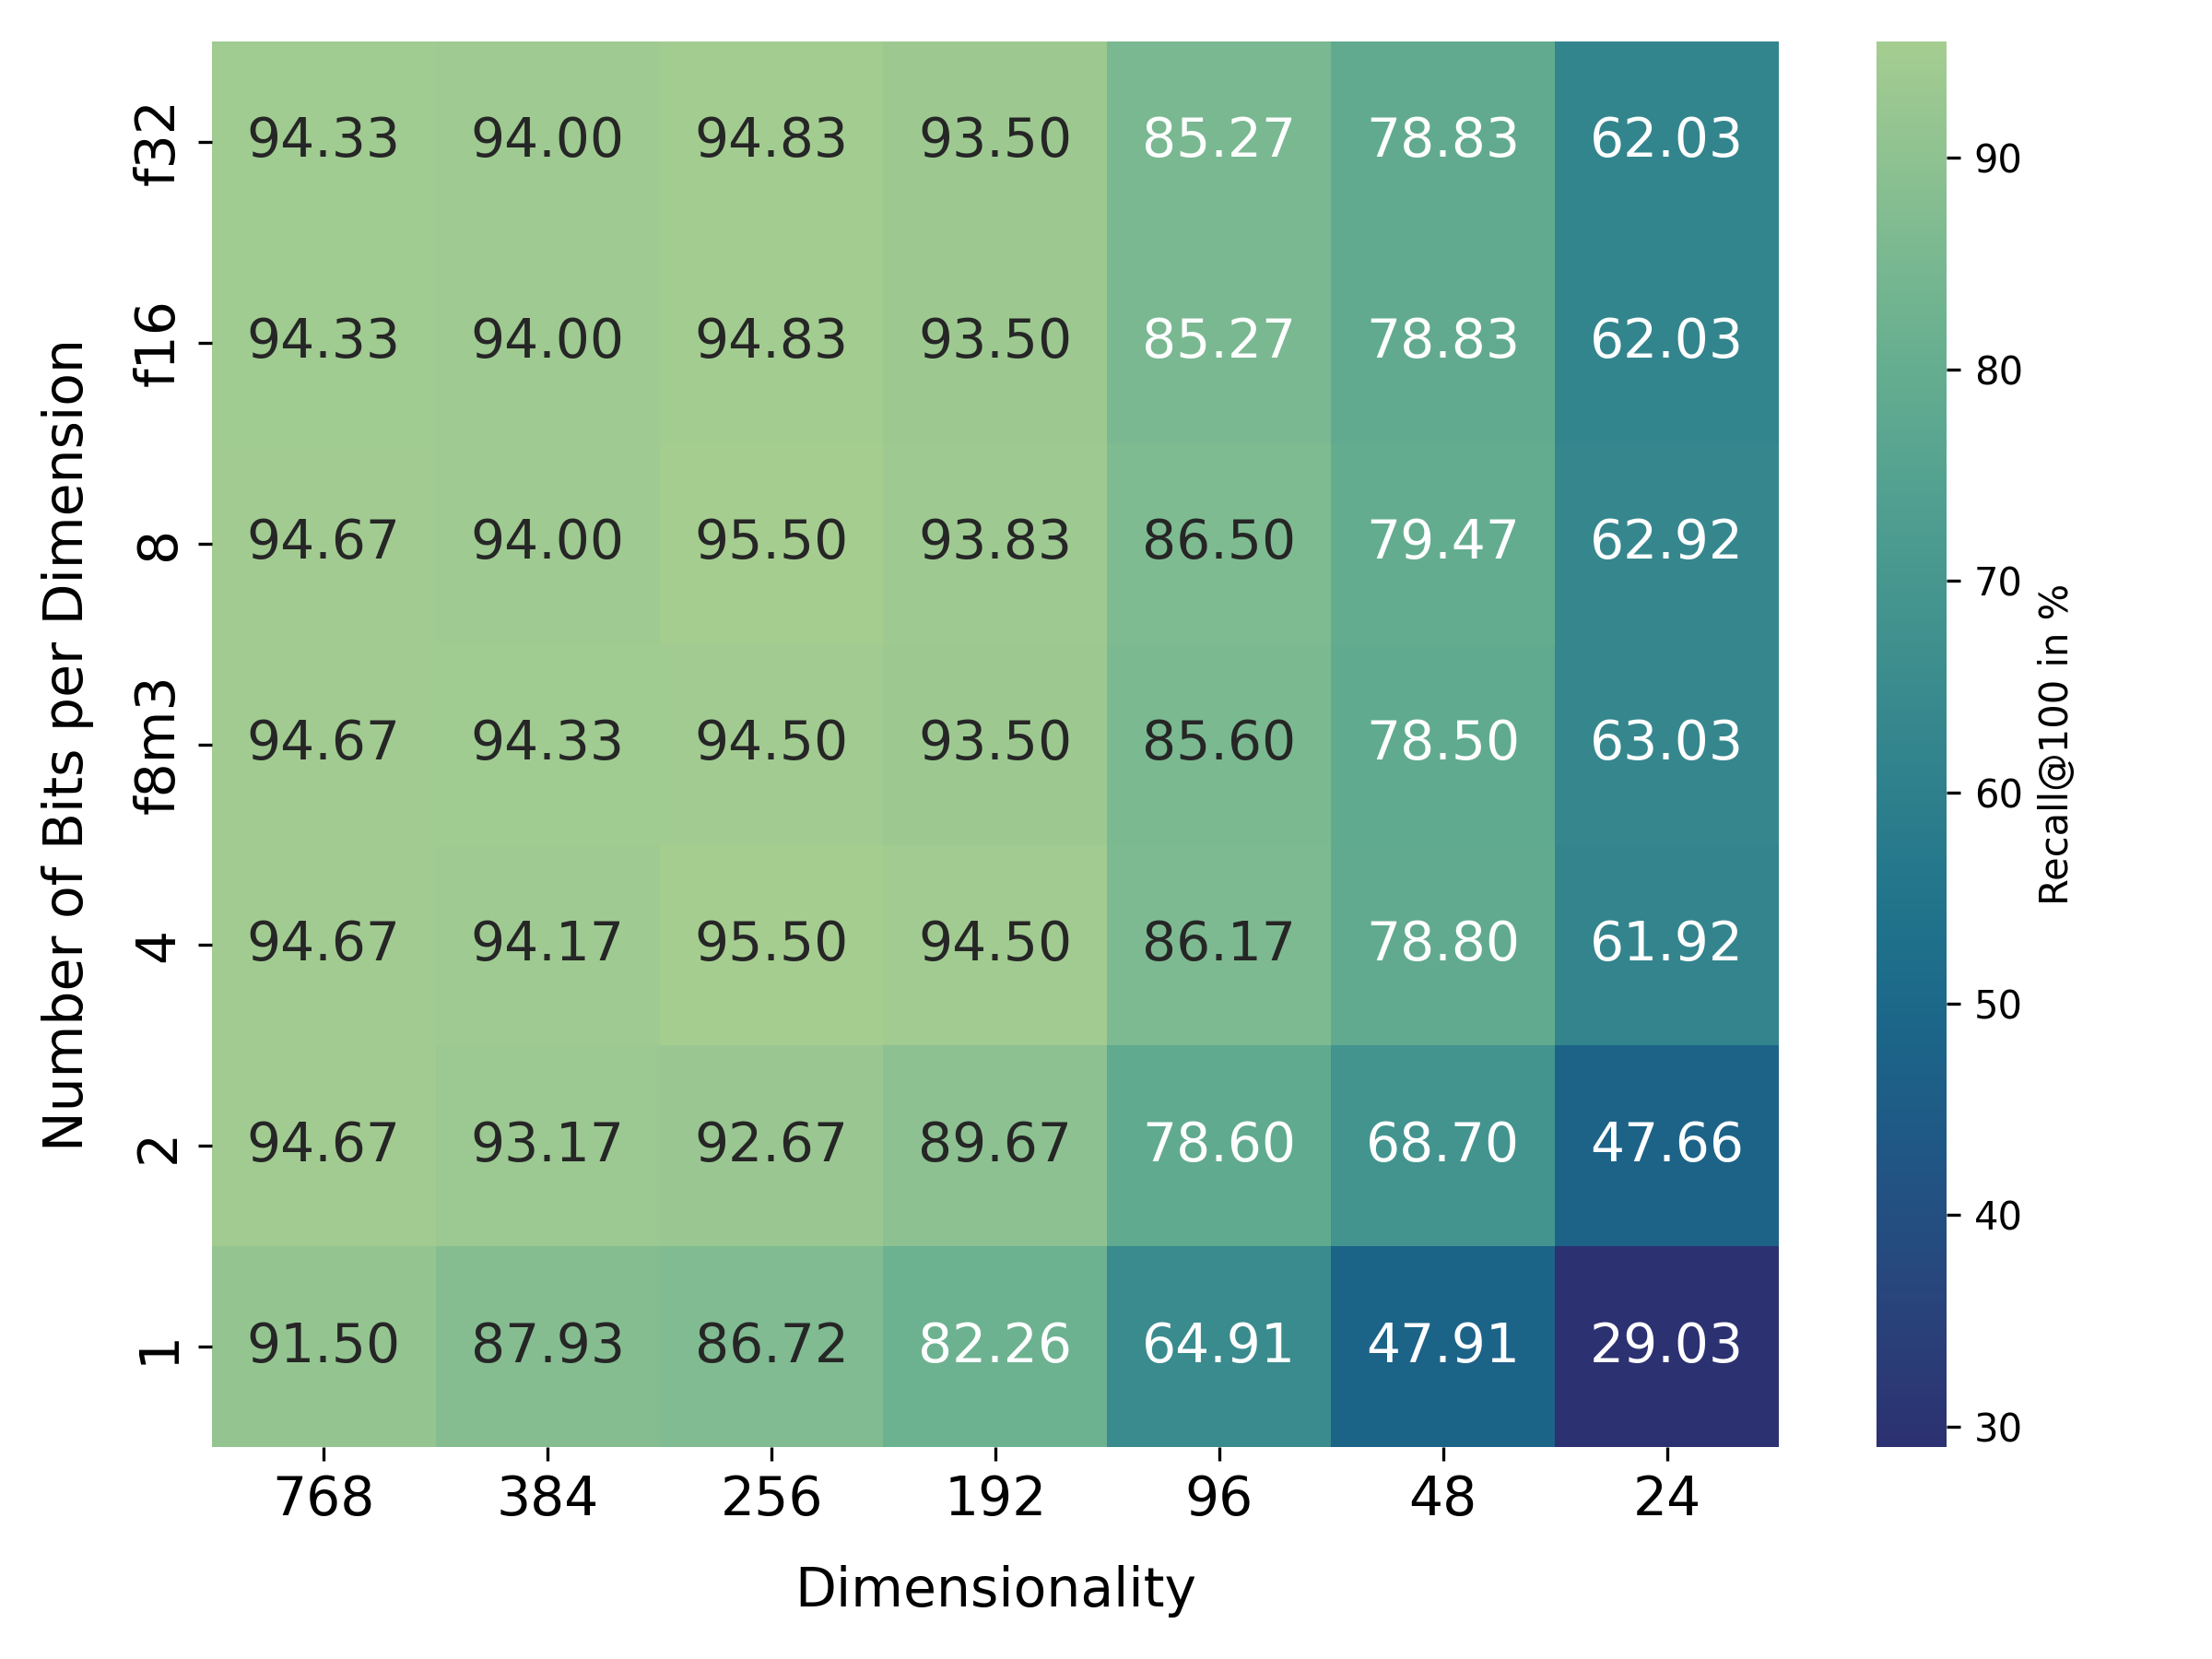 Number of Bits per Dimension
f32 94.33 94.00 94.83 93.50 85.27 78.83 62.03
f16 94.33 94.00 94.83 93.50 85.27 78.83 62.03
8 94.67 94.00 95.50 93.83 86.50 79.47 62.92
f8m3 94.67 94.33 94.50 93.50 85.60 78.50 63.03
4 94.67 94.17 95.50 94.50 86.17 78.80 61.92
2 94.67 93.17 92.67 89.67 78.60 68.70 47.66
1 91.50 87.93 86.72 82.26 64.91 47.91 29.03
768 384 256 192 96 48 24
Dimensionality
90
80
70
60
50
40
30
Recall@100 in %